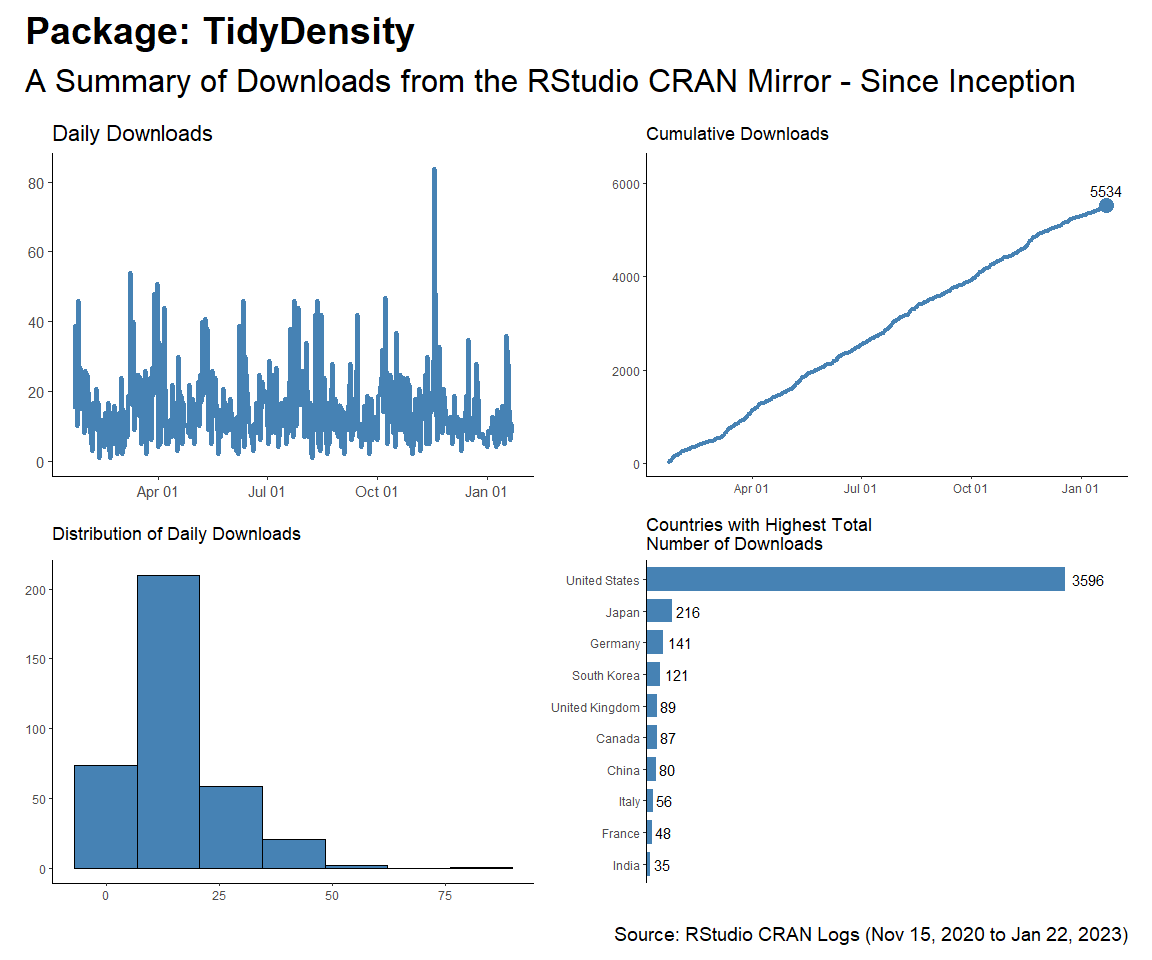 Package: TidyDensity
A Summary of Downloads from the RStudio CRAN Mirror - Since Inception
Daily Downloads
80
60
40
20
0
Apr 01 Jul 01 Oct 01 Jan 01
Cumulative Downloads
6000
4000
2000
0
5534
Apr 01 Jul 01 Oct 01 Jan 01
Distribution of Daily Downloads
200
150
100
50
0
0 25 50 75
Countries with Highest Total
Number of Downloads
United States 3596
Japan 216
Germany 141
South Korea 121
United Kingdom 89
Canada 87
China 80
Italy 56
France 48
India 35
Source: RStudio CRAN Logs (Nov 15, 2020 to Jan 22, 2023)